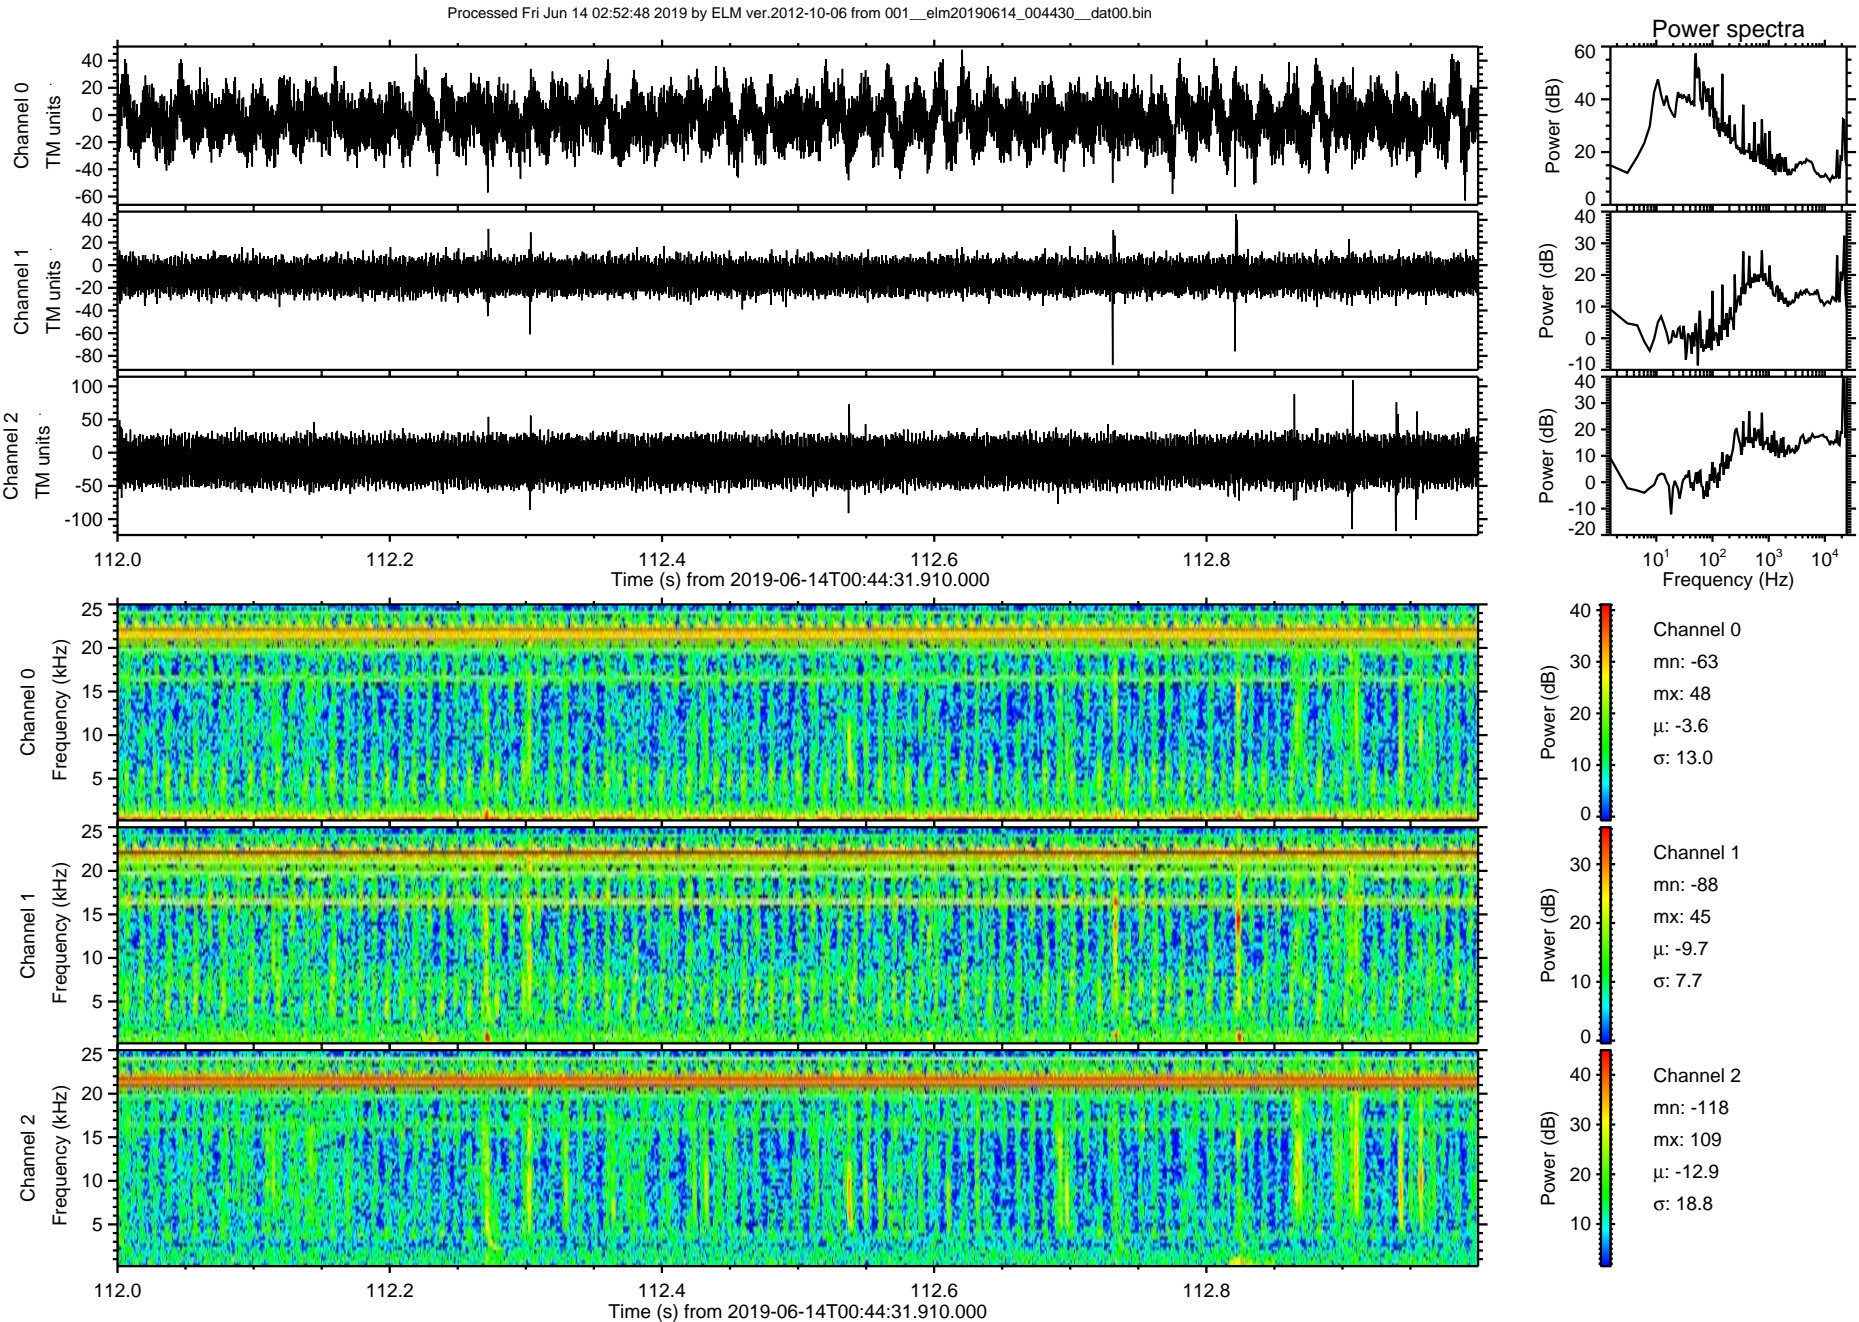 Processed Fri Jun 14 02:52:48 2019 by ELM ver.2012-10-06 from 001__elm20190614_004430__dat00.bin
Power spectra
Channel 0
TM units
40
20
0
-20
-40
-60
Power (dB)
60
40
20
0
Channel 1
TM units
40
20
0
-20
-40
-60
-80
Power (dB)
40
30
20
10
0
-10
Channel 2
TM units
100
50
0
-50
-100
Power (dB)
40
30
20
10
0
-10
-20
112.0 112.2 112.4 112.6 112.8
Time (s) from 2019-06-14T00:44:31.910.000
10^1 10^2 10^3 10^4
Frequency (Hz)
Channel 0
Frequency (kHz)
25
20
15
10
5
Power (dB)
40
30
20
10
0
Channel 0
mn: -63
mx: 48
μ: -3.6
σ: 13.0
Channel 1
Frequency (kHz)
25
20
15
10
5
Power (dB)
30
20
10
0
Channel 1
mn: -88
mx: 45
μ: -9.7
σ: 7.7
Channel 2
Frequency (kHz)
25
20
15
10
5
Power (dB)
40
30
20
10
Channel 2
mn: -118
mx: 109
μ: -12.9
σ: 18.8
112.0 112.2 112.4 112.6 112.8
Time (s) from 2019-06-14T00:44:31.910.000